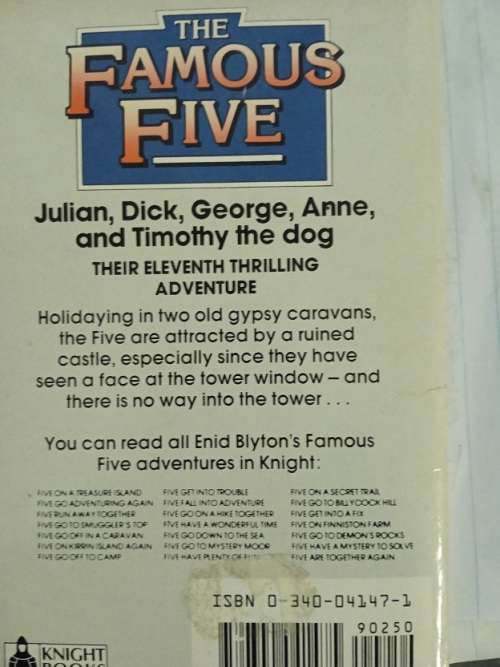 THE
FAMOUS
FIVE
Julian, Dick, George, Anne,
and Timothy the dog
THEIR ELEVENTH THRILLING
ADVENTURE
Holidaying in two old gypsy caravans,
the Five are attracted by a ruined
castle, especially since they have
seen a face at the tower window – and
there is no way into the tower . . .
You can read all Enid Blyton's Famous
Five adventures in Knight:
FIVE ON A TREASURE ISLAND
FIVE GO ADVENTURING AGAIN
FIVE RUN AWAY TOGETHER
FIVE GO TO SMUGGLER'S TOP
FIVE GO OFF IN A CARAVAN
FIVE ON KIRRIN ISLAND AGAIN
FIVE GO OFF TO CAMP
FIVE GET INTO TROUBLE
FIVE FALL INTO ADVENTURE
FIVE GO ON A HIKE TOGETHER
FIVE HAVE A WONDERFUL TIME
FIVE GO DOWN TO THE SEA
FIVE GO TO MYSTERY MOOR
FIVE HAVE PLENTY OF FUN
FIVE ON A SECRET TRAIL
FIVE GO TO BILLYCOCK HILL
FIVE GET INTO A FIX
FIVE ON FINNISTON FARM
FIVE GO TO DEMON'S ROCKS
FIVE HAVE A MYSTERY TO SOLVE
FIVE ARE TOGETHER AGAIN
ISBN 0-340-04147-1
90250
KNIGHT
BOOKS